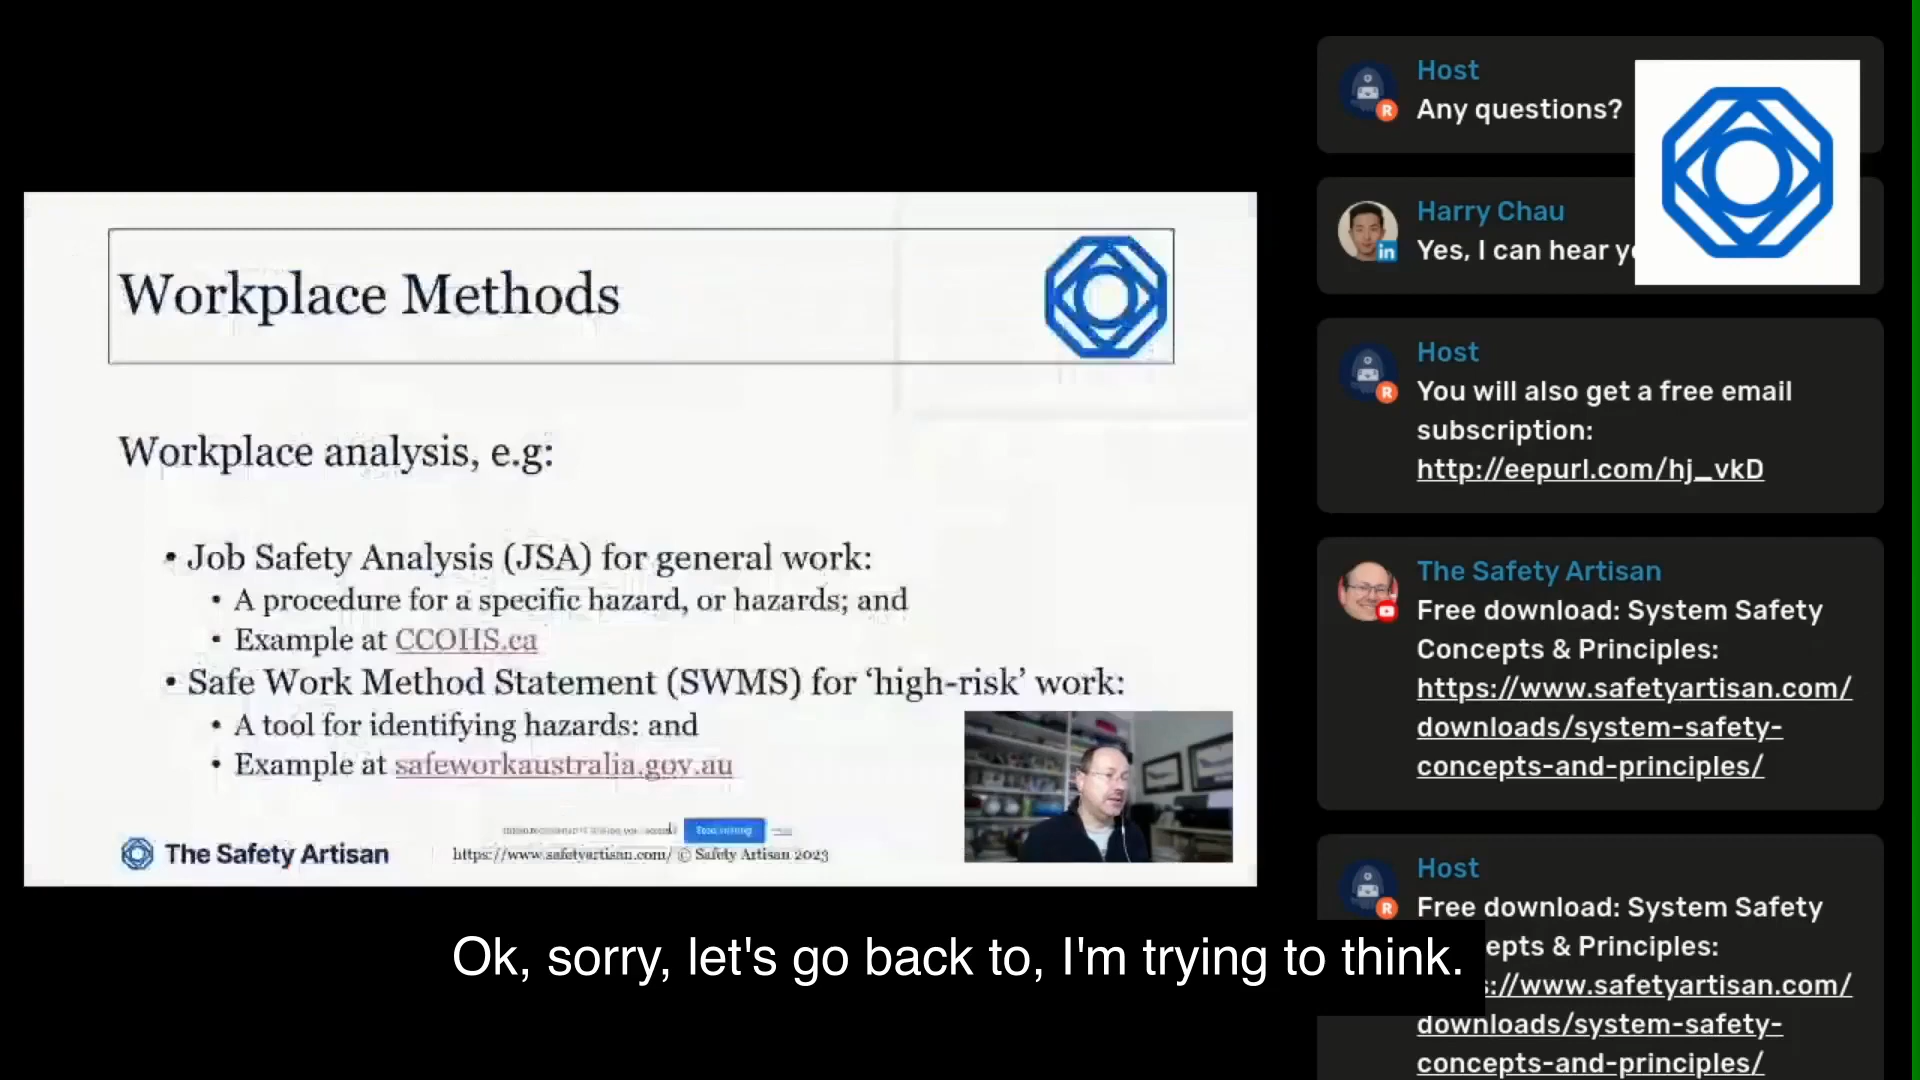 Workplace Methods
Workplace analysis, e.g:
• Job Safety Analysis (JSA) for general work:
• A procedure for a specific hazard, or hazards; and
• Example at CCOHS.ca
• Safe Work Method Statement (SWMS) for ‘high-risk’ work:
• A tool for identifying hazards: and
• Example at safeworkaustralia.gov.au
The Safety Artisan
https://www.safetyartisan.com/ © Safety Artisan 2023
Ok, sorry, let's go back to, I'm trying to think.
Host
Any questions?
Harry Chau
in
Yes, I can hear
Host
You will also get a free email
subscription:
http://eepurl.com/hj_vkD
The Safety Artisan
Free download: System Safety
Concepts & Principles:
https://www.safetyartisan.com/
downloads/system-safety-
concepts-and-principles/
Host
Free download: System Safety
epts & Principles:
://www.safetyartisan.com/
downloads/system-safety-
concepts-and-principles/